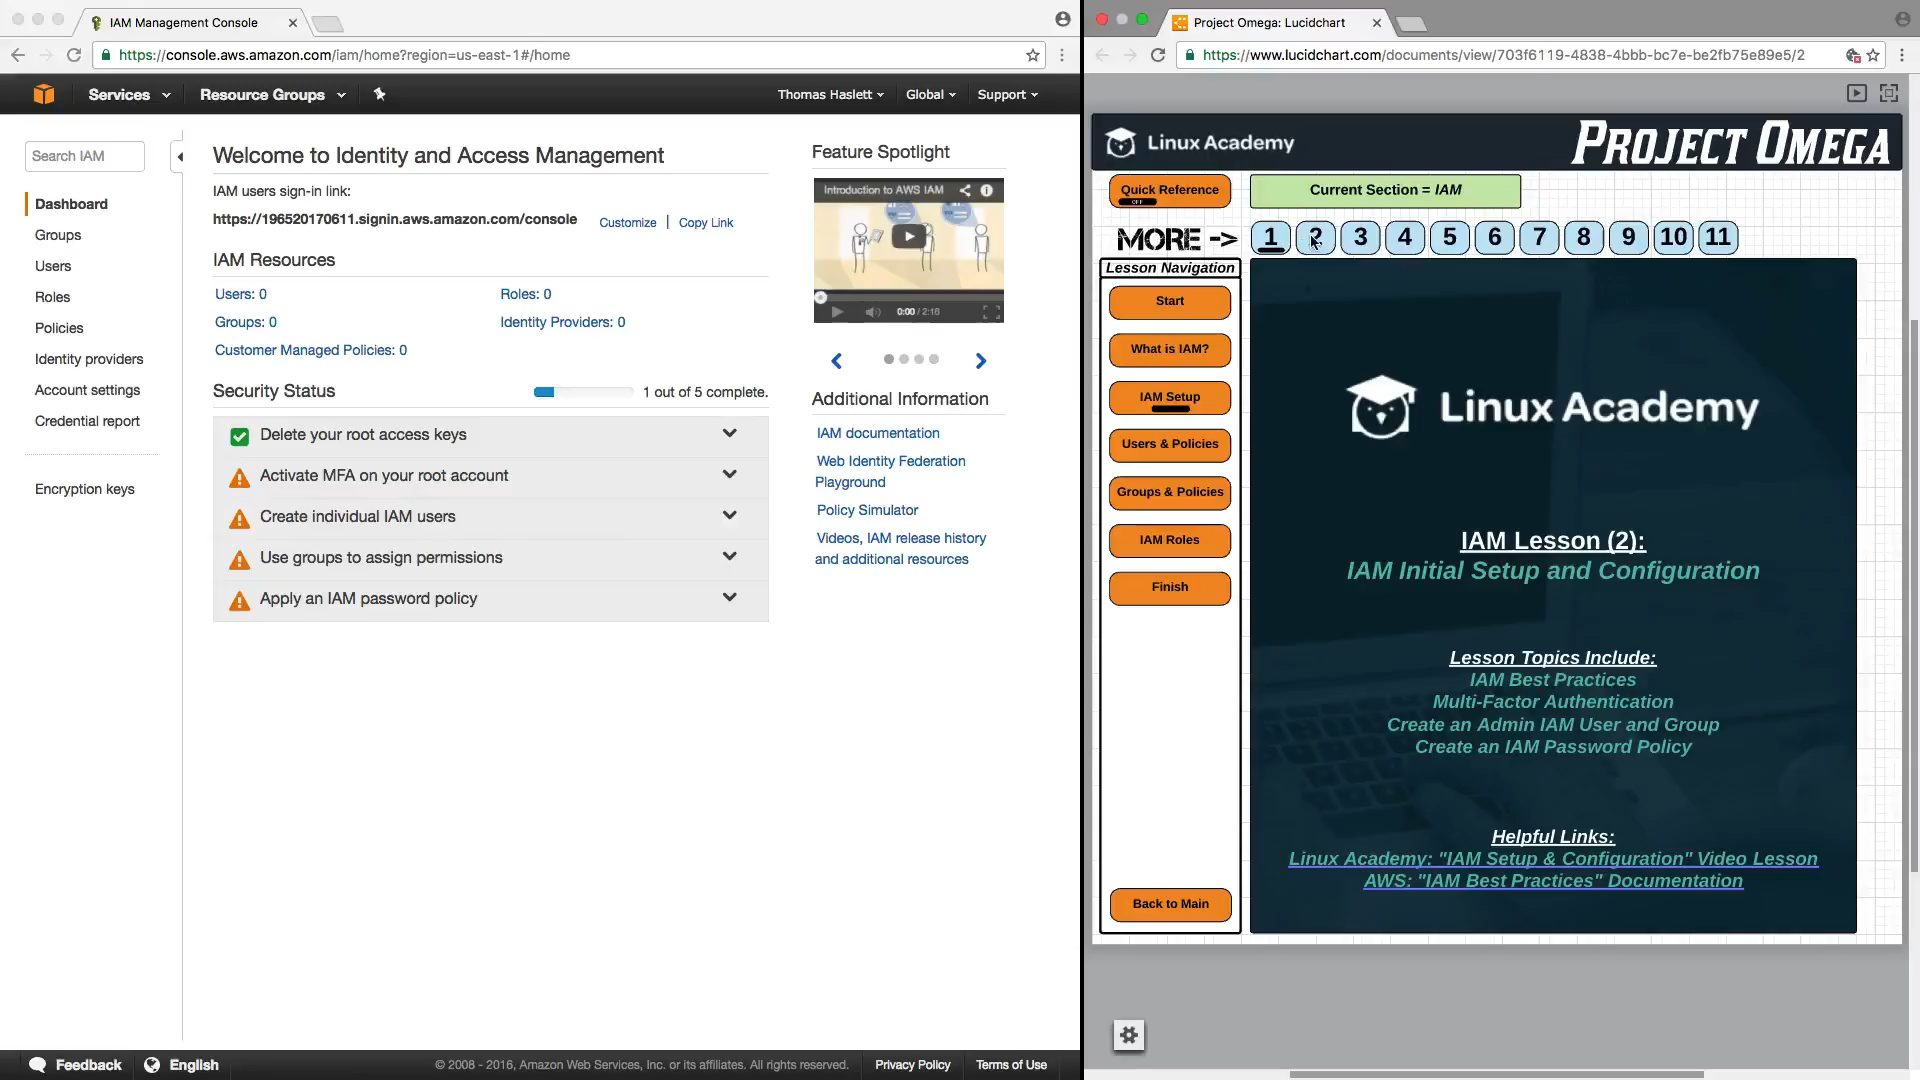 IAM Management Console
https://console.aws.amazon.com/iam/home?region=us-east-1#/home
Services
Resource Groups
Thomas Haslett
Global
Support
Search IAM
Dashboard
Groups
Users
Roles
Policies
Identity providers
Account settings
Credential report
Encryption keys
Welcome to Identity and Access Management
IAM users sign-in link:
https://196520170611.signin.aws.amazon.com/console
Customize | Copy Link
IAM Resources
Users: 0
Roles: 0
Groups: 0
Identity Providers: 0
Customer Managed Policies: 0
Security Status
1 out of 5 complete.
Delete your root access keys
Activate MFA on your root account
Create individual IAM users
Use groups to assign permissions
Apply an IAM password policy
Feature Spotlight
Introduction to AWS IAM
0:00 / 2:16
Additional Information
IAM documentation
Web Identity Federation
Playground
Policy Simulator
Videos, IAM release history
and additional resources
Feedback
English
© 2008 - 2016, Amazon Web Services, Inc. or its affiliates. All rights reserved.
Privacy Policy
Terms of Use
Project Omega: Lucidchart
https://www.lucidchart.com/documents/view/703f6119-4838-4bbb-bc7e-be2fb75e89e5/2
Linux Academy
PROJECT OMEGA
Quick Reference
OFF
Current Section = IAM
MORE ->
1 2 3 4 5 6 7 8 9 10 11
Lesson Navigation
Start
What is IAM?
IAM Setup
Users & Policies
Groups & Policies
IAM Roles
Finish
Back to Main
Linux Academy
IAM Lesson (2):
IAM Initial Setup and Configuration
Lesson Topics Include:
IAM Best Practices
Multi-Factor Authentication
Create an Admin IAM User and Group
Create an IAM Password Policy
Helpful Links:
Linux Academy: "IAM Setup & Configuration" Video Lesson
AWS: "IAM Best Practices" Documentation